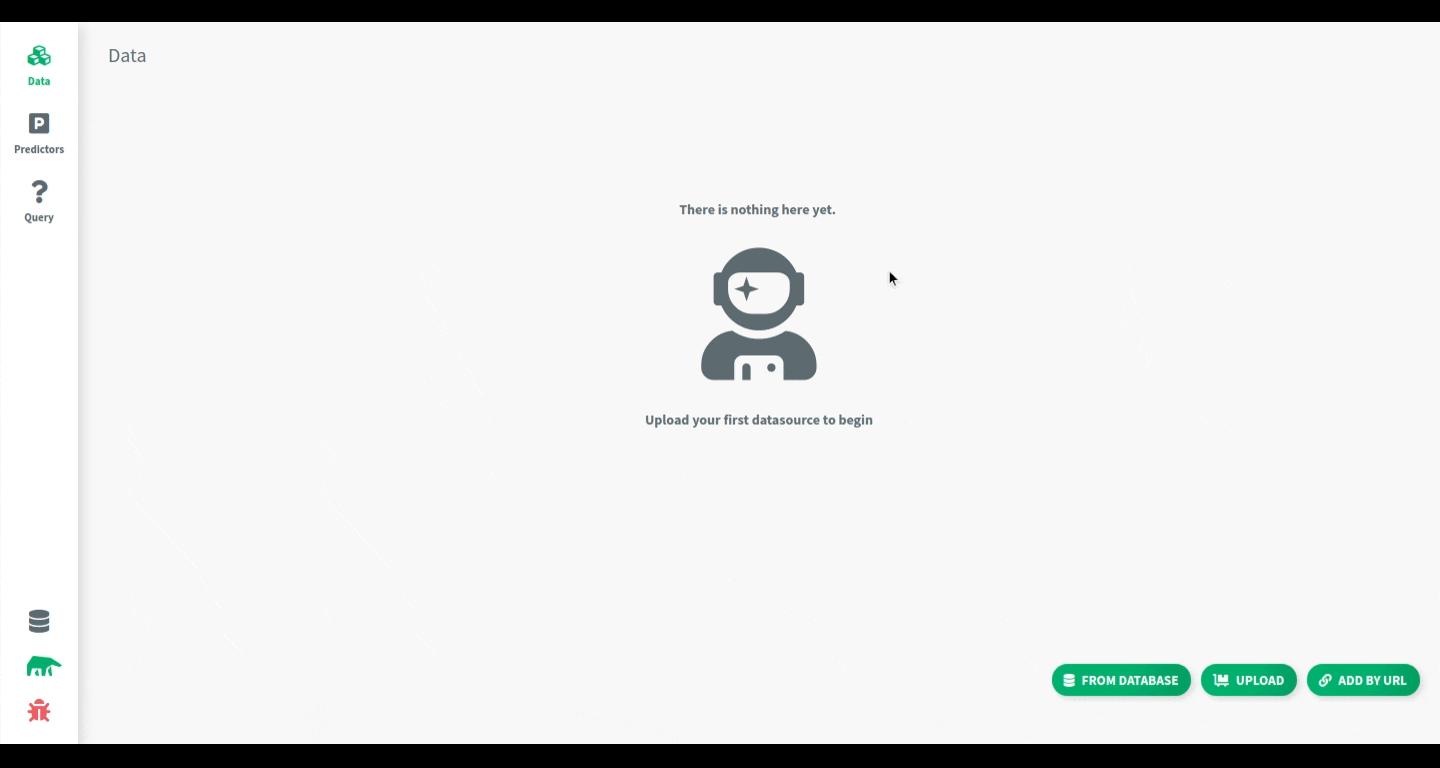 Data
Data
Predictors
Query
There is nothing here yet.
Upload your first datasource to begin
FROM DATABASE
UPLOAD
ADD BY URL